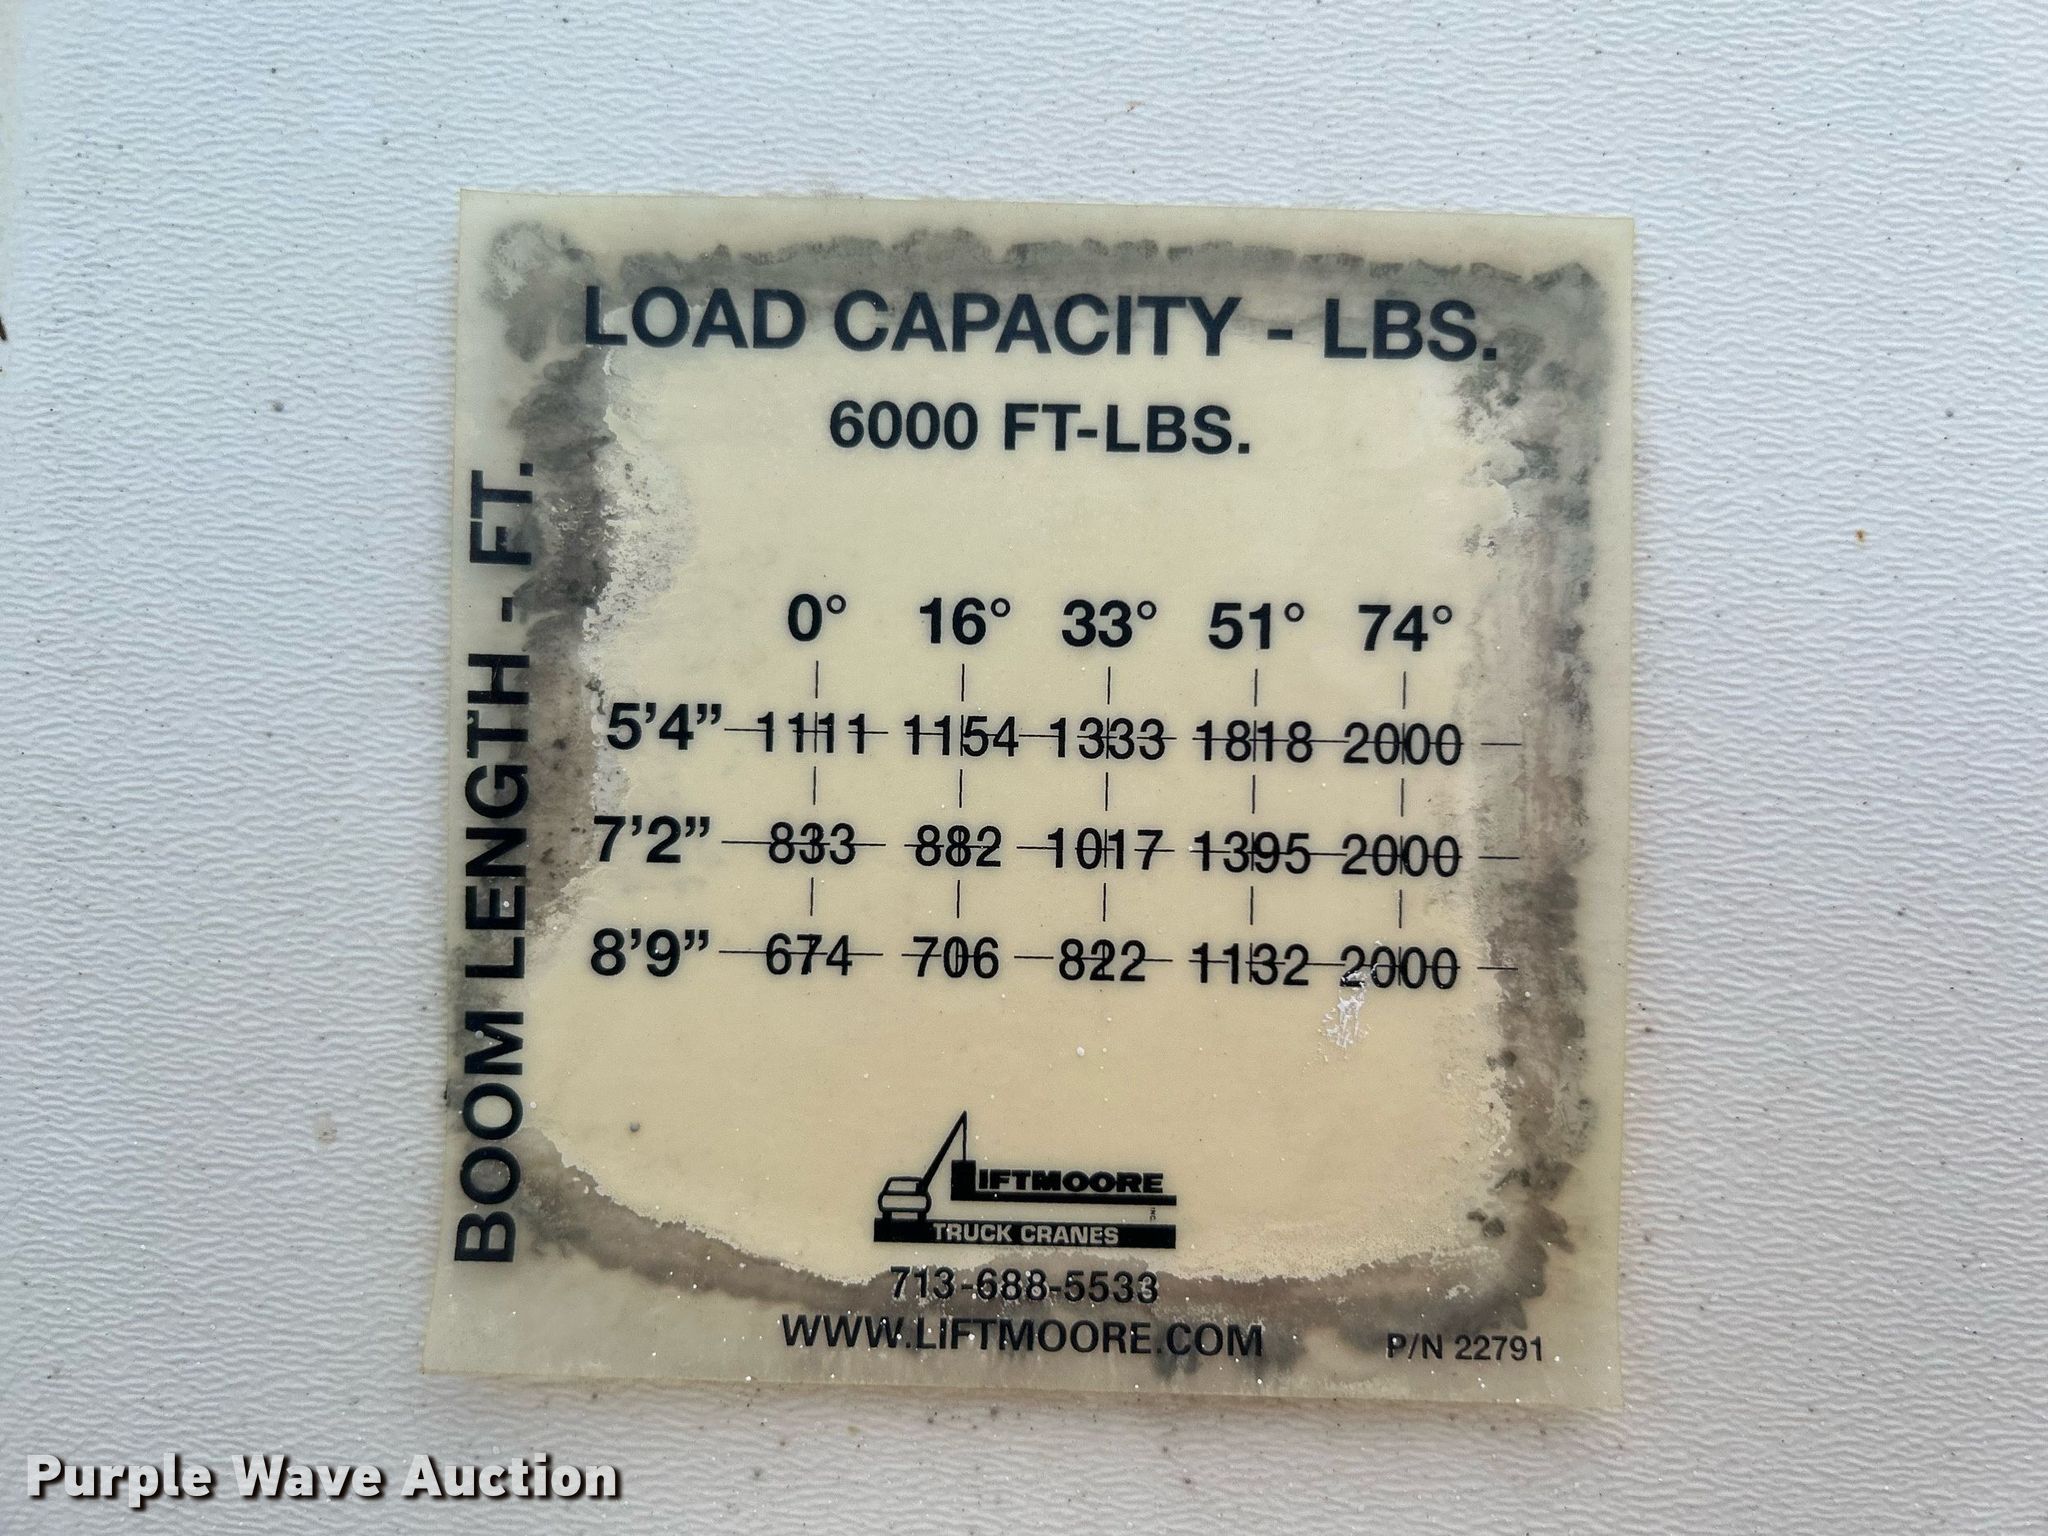 LOAD CAPACITY - LBS.
6000 FT-LBS.
BOOM LENGTH - FT.
0° 16° 33° 51° 74°
5'4" 1111 1154 1333 1818 2000
7'2" 833 882 1017 1395 2000
8'9" 674 706 822 1132 2000
LIFTMOORE INC.
TRUCK CRANES
713-688-5533
WWW.LIFTMOORE.COM
P/N 22791
Purple Wave Auction